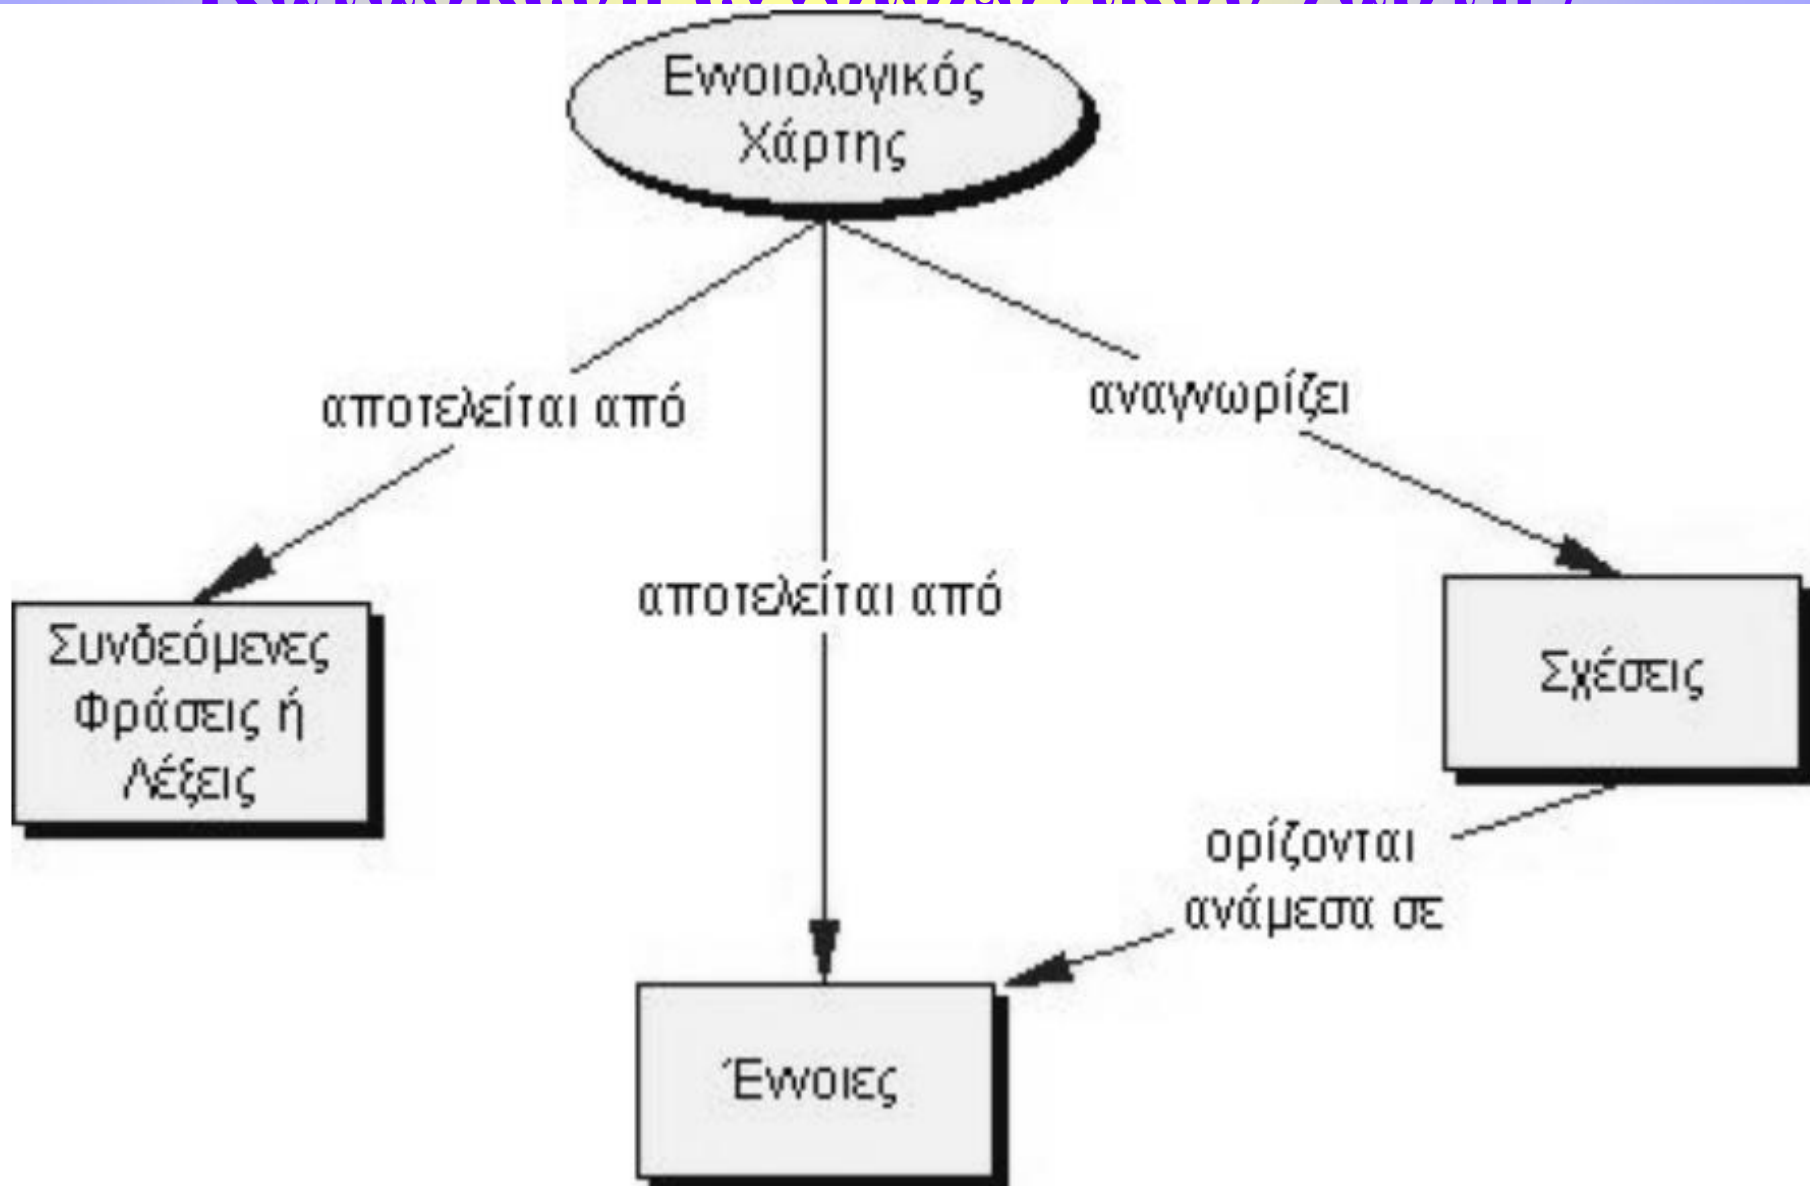 Εννοιολογικός
Χάρτης
αποτελείται από
αναγνωρίζει
αποτελείται από
Συνδεόμενες
Φράσεις ή
Λέξεις
Σχέσεις
ορίζονται
ανάμεσα σε
Έννοιες